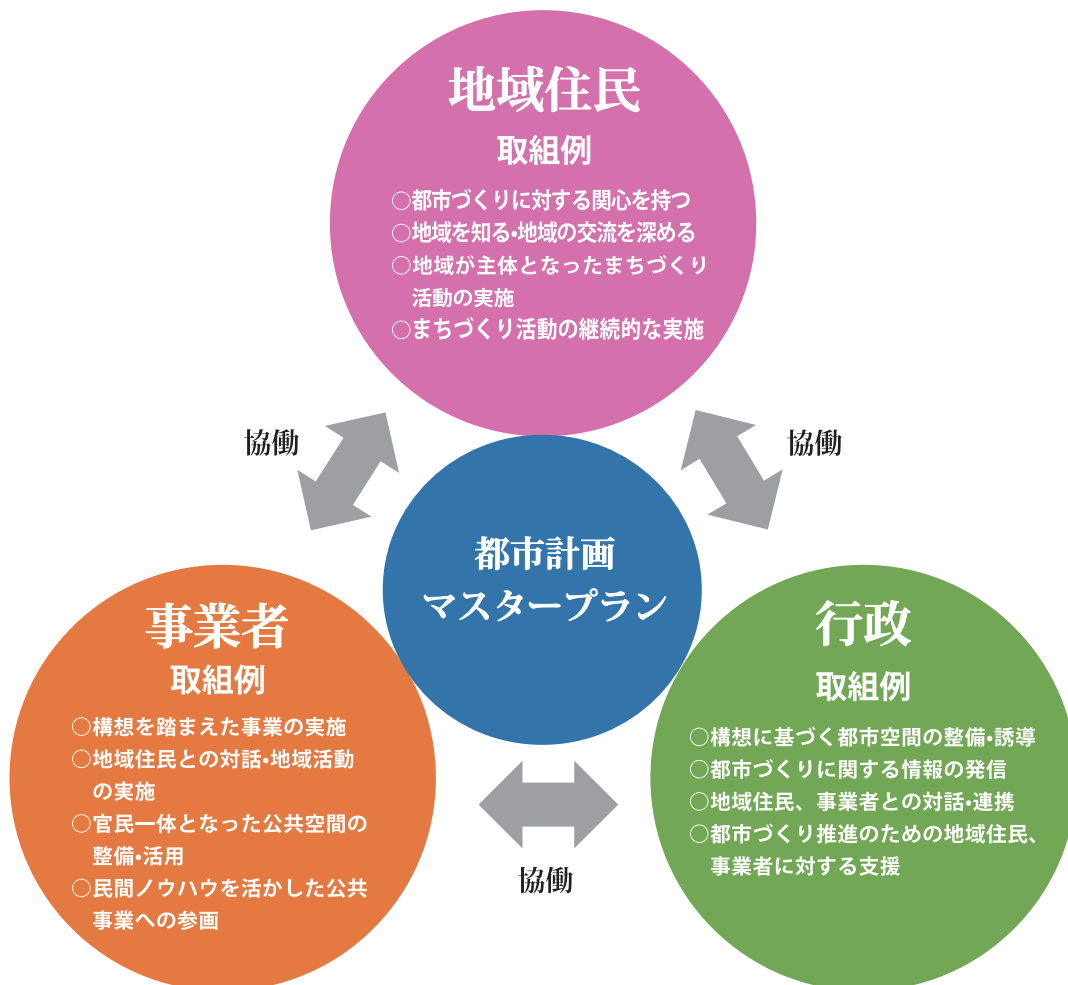 地域住民
取組例
○都市づくりに対する関心を持つ
○地域を知る・地域の交流を深める
○地域が主体となったまちづくり
活動の実施
○まちづくり活動の継続的な実施
協働
協働
都市計画
マスタープラン
事業者
取組例
○構想を踏まえた事業の実施
○地域住民との対話・地域活動
の実施
○官民一体となった公共空間の
整備・活用
○民間ノウハウを活かした公共
事業への参画
行政
取組例
○構想に基づく都市空間の整備・誘導
○都市づくりに関する情報の発信
○地域住民、事業者との対話・連携
○都市づくり推進のための地域住民、
事業者に対する支援
協働